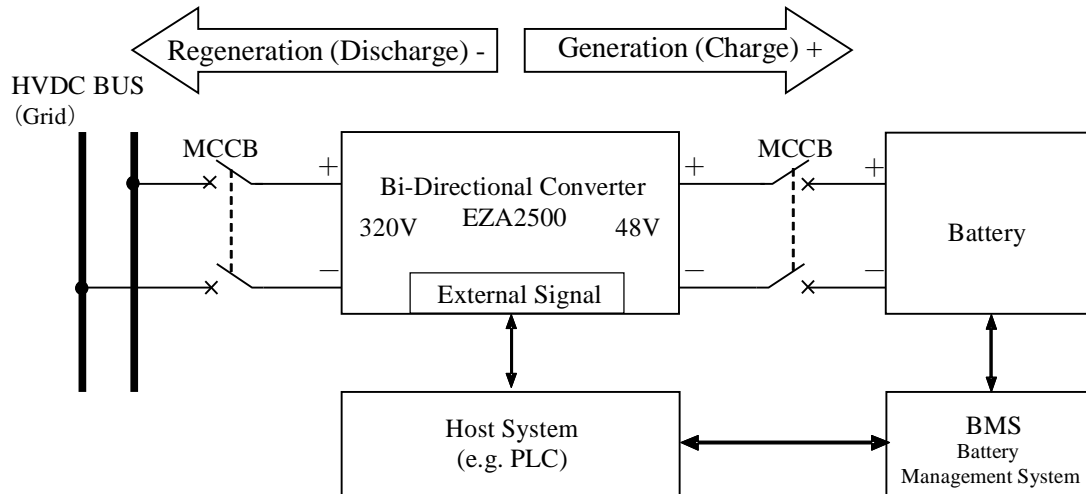 Regeneration (Discharge) -
Generation (Charge) +
HVDC BUS
（Grid）
MCCB
MCCB
+
+
+
Bi-Directional Converter
EZA2500
320V
48V
Battery
−
−
−
External Signal
Host System
(e.g. PLC)
BMS
Battery
Management System